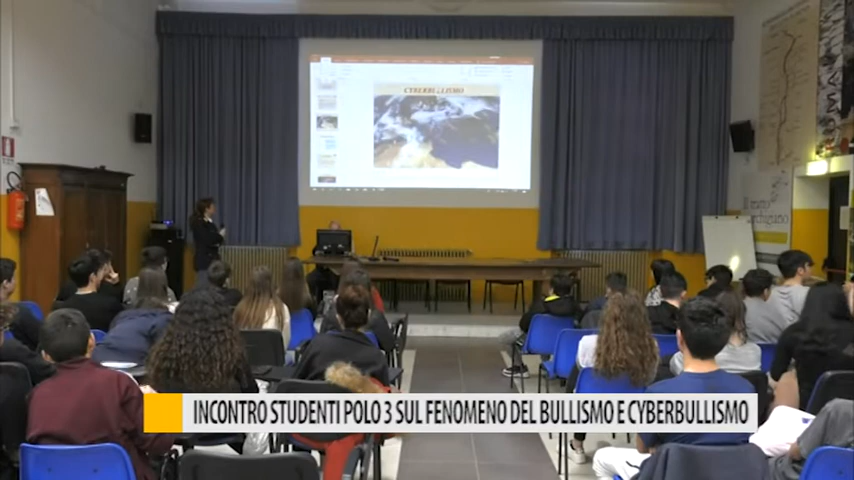 CYBERBULLISMO
INCONTRO STUDENTI POLO 3 SUL FENOMENO DEL BULLISMO E CYBERBULLISMO